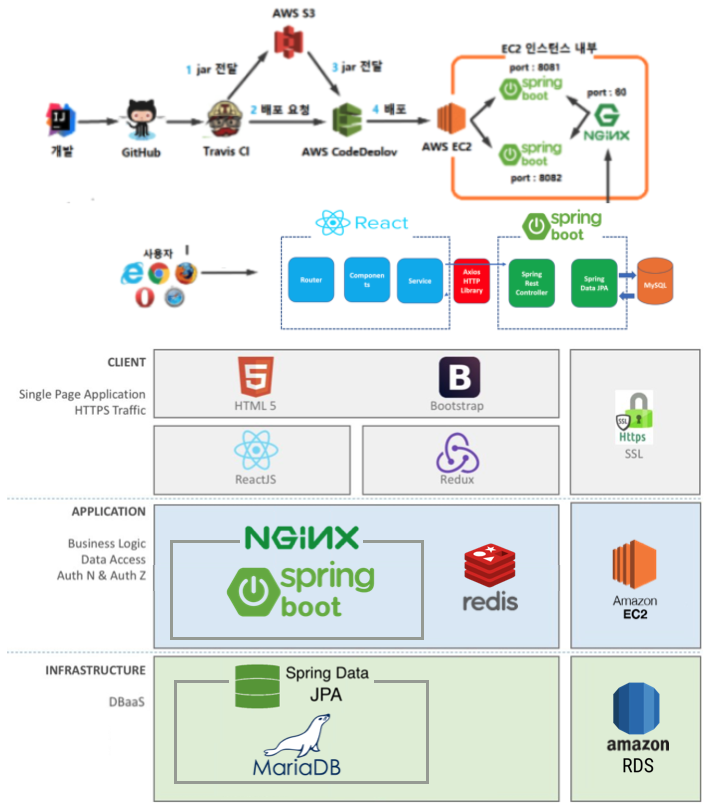 AWS S3
EC2 인스턴스 내부
port : 8081
1 jar 전달
3 jar 전달
spring
boot
port : 60
IJ
2 배포 요청
4 배포
NGINX
개발
GitHub
Travis CI
AWS CodeDeploy
AWS EC2
spring
boot
port : 8082
React
spring
boot
사용자
Router
Compone
nts
Service
Axios
HTTP
Library
Spring
Rest
Controller
Spring
Data JPA
MySQL
CLIENT
Single Page Application
HTTPS Traffic
5
HTML 5
B
Bootstrap
SSL
Https
SSL
ReactJS
Redux
APPLICATION
Business Logic
Data Access
Auth N & Auth Z
NGINX
spring
boot
redis
Amazon
EC2
INFRASTRUCTURE
DBaaS
Spring Data
JPA
MariaDB
amazon
RDS